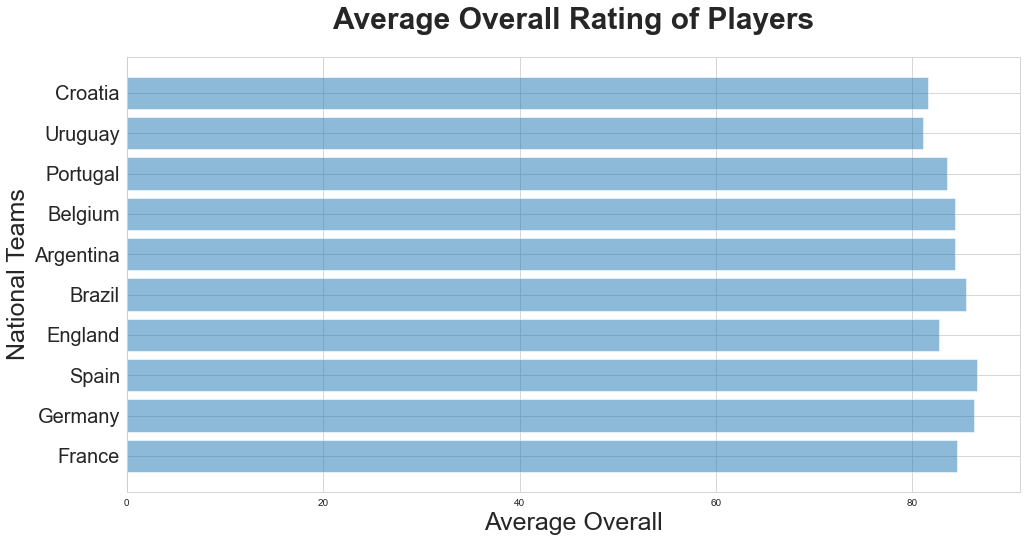 Average Overall Rating of Players
National Teams
Croatia
Uruguay
Portugal
Belgium
Argentina
Brazil
England
Spain
Germany
France
0 20 40 60 80
Average Overall